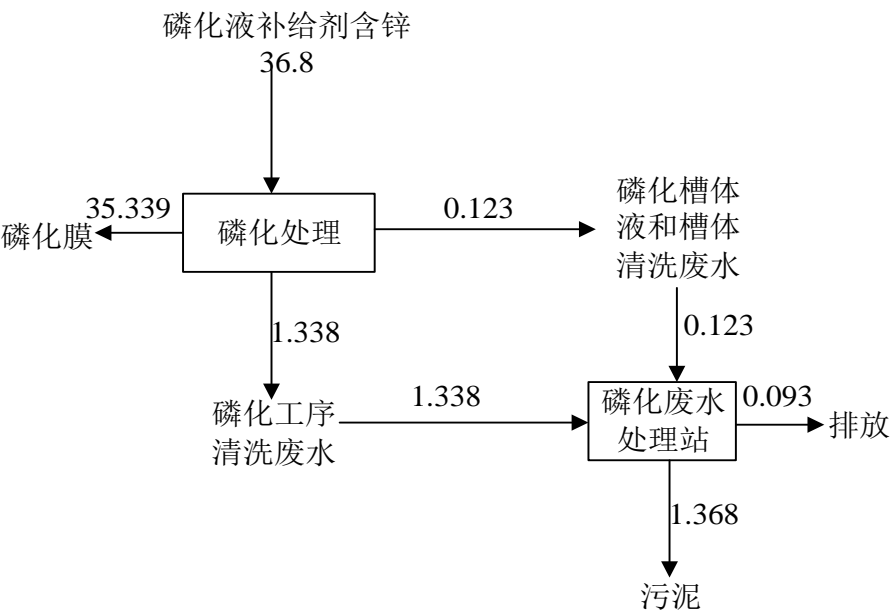 磷化液补给剂含锌
36.8
35.339
磷化膜
磷化处理
0.123
磷化槽体
液和槽体
清洗废水
1.338
0.123
磷化工序
清洗废水
1.338
磷化废水
处理站
0.093
排放
1.368
污泥